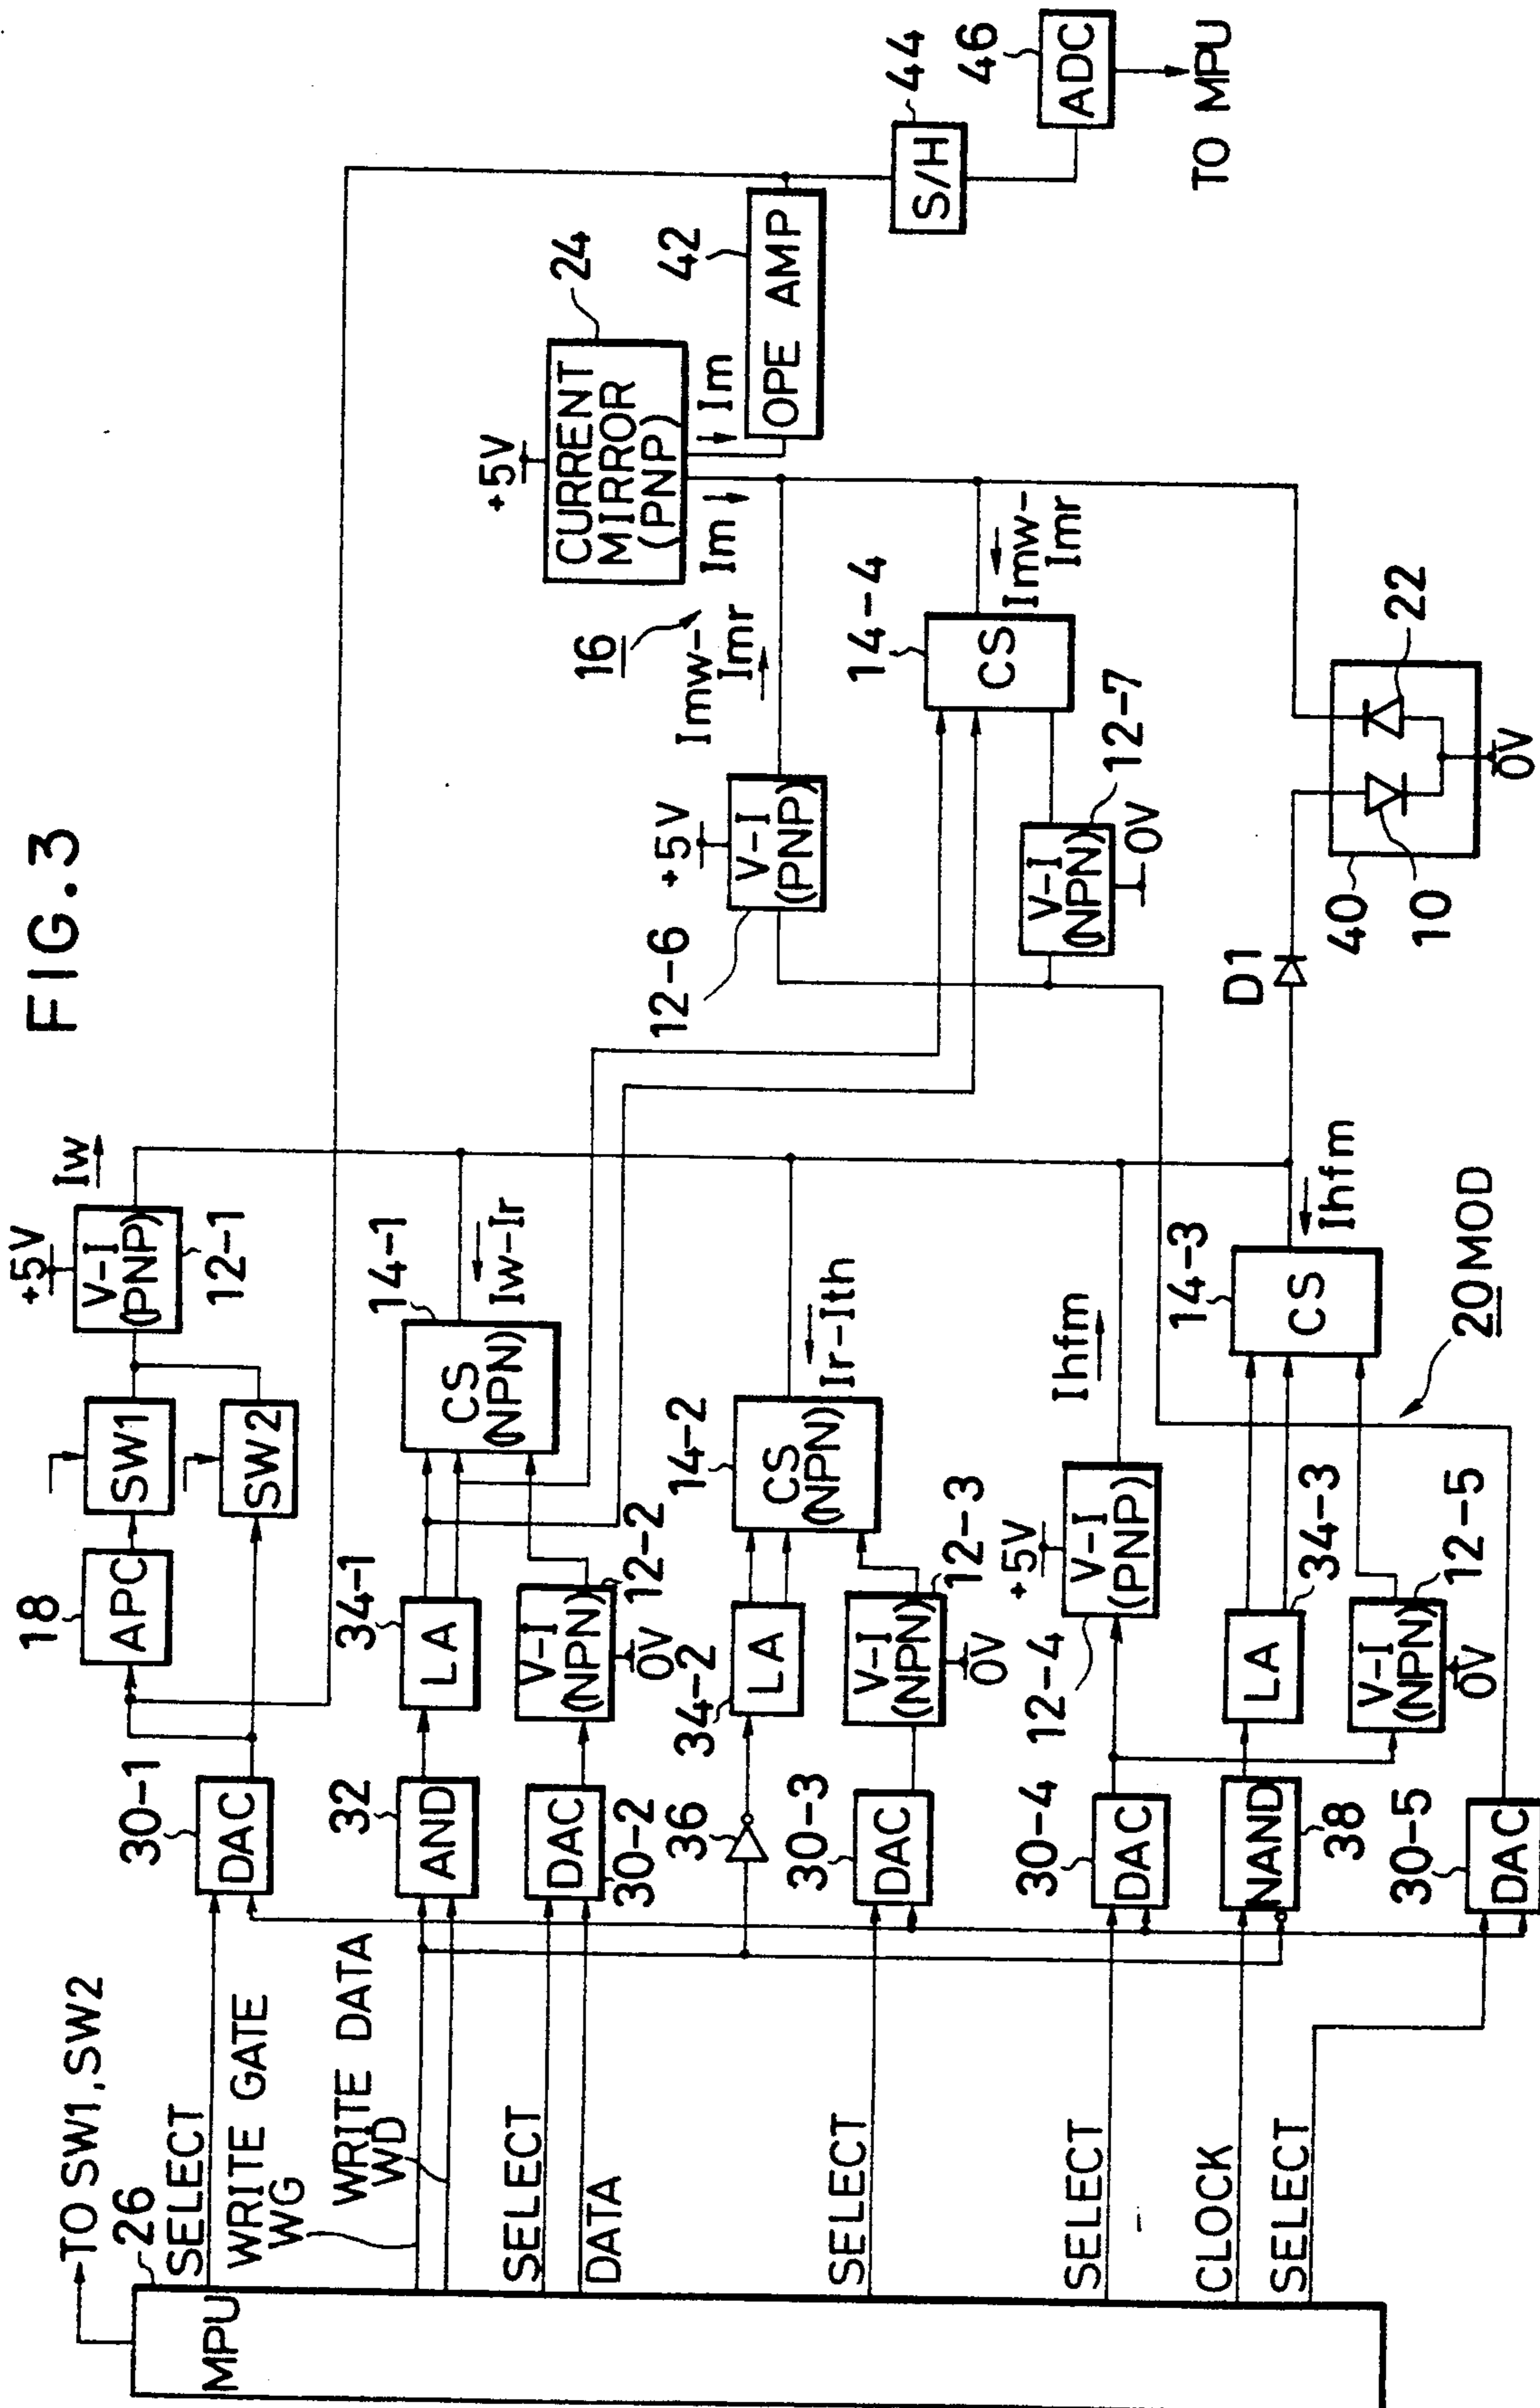 FIG.3
TO SW1, SW2
26
MPU
SELECT
WRITE GATE
WG
WRITE DATA
WD
SELECT
DATA
SELECT
SELECT
CLOCK
SELECT
30-1
DAC
32
AND
DAC
30-2
36
30-3
DAC
30-4
DAC
NAND
38
30-5
DAC
18
APC
SW1
SW2
+5V
V-I
(PNP)
12-1
Iw
34-1
LA
V-I
(NPN)
12-2
0V
14-1
CS
(NPN)
Iw-Ir
34-2
LA
V-I
(NPN)
12-3
0V
14-2
CS
(NPN)
Ir-Ith
+5V
V-I
(PNP)
12-4
Ihfm
LA
34-3
V-I
(NPN)
12-5
0V
14-3
CS
Ihfm
20 MOD
12-6
+5V
V-I
(PNP)
Imw-
Imr
16
V-I
(NPN)
12-7
0V
14-4
CS
Imw-
Imr
+5V
CURRENT
MIRROR
(PNP)
24
Im
Im
42
OPE AMP
44
S/H
46
ADC
TO MPU
D1
40
10
22
0V